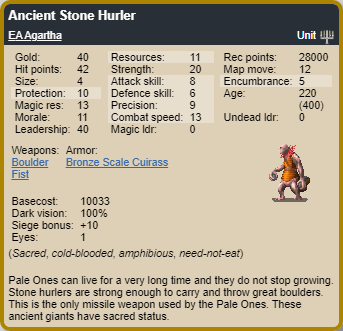 Ancient Stone Hurler
EA Agartha Unit
Gold: 40 Resources: 11 Rec points: 28000
Hit points: 42 Strength: 20 Map move: 12
Size: 4 Attack skill: 8 Encumbrance: 5
Protection: 10 Defence skill: 6 Age: 220
Magic res: 13 Precision: 9 (400)
Morale: 11 Combat speed: 13 Undead ldr: 0
Leadership: 40 Magic ldr: 0
Weapons: Armor:
Boulder Bronze Scale Cuirass
Fist
Basecost: 10033
Dark vision: 100%
Siege bonus: +10
Eyes: 1
(Sacred, cold-blooded, amphibious, need-not-eat)
Pale Ones can live for a very long time and they do not stop growing.
Stone hurlers are strong enough to carry and throw great boulders.
This is the only missile weapon used by the Pale Ones. These
ancient giants have sacred status.